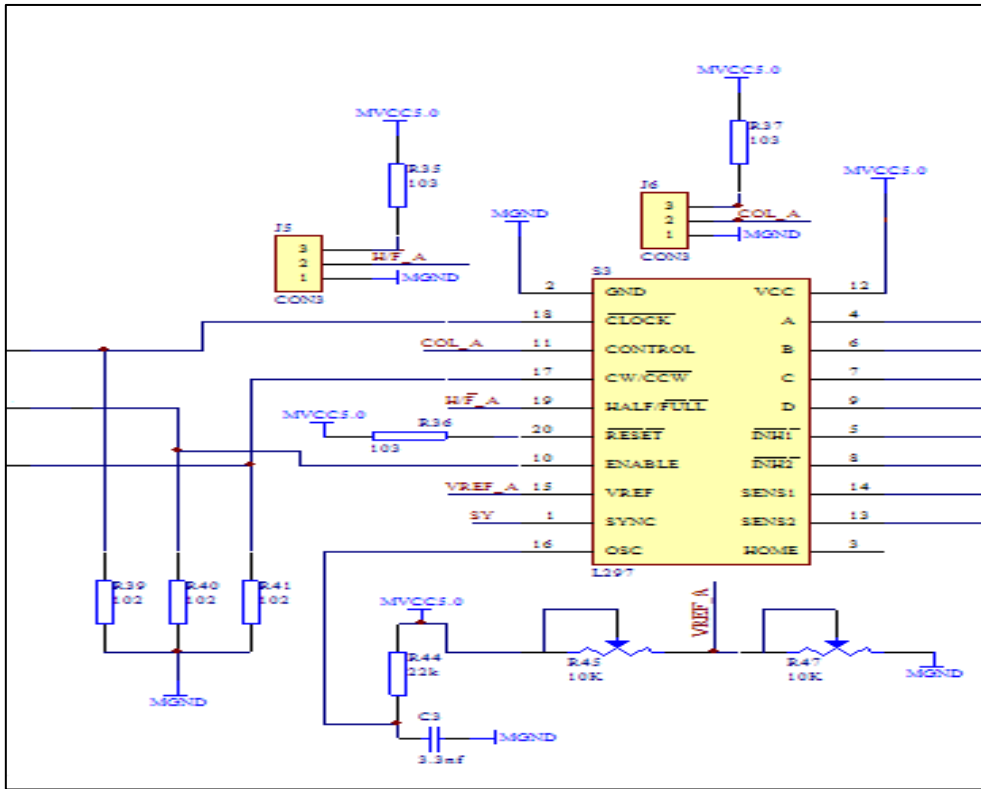 MVCC5.0
R37
103
MVCC5.0
R35
103
J6
3
2
1
COL_A
MGND
CON3
MVCC5.0
MGND
J5
3
2
1
H/F_A
MGND
CON3
S3
2 GND VCC 12
18 CLOCK A 4
COL_A 11 CONTROL B 6
17 CW/CCW C 7
H/F_A 19 HALF/FULL D 9
MVCC5.0 R36 103 20 RESET INH1 5
10 ENABLE INH2 8
VREF_A 15 VREF SENS1 14
SY 1 SYNC SENS2 13
16 OSC HOME 3
L297
R39
102
R40
102
R41
102
MGND
MVCC5.0
R44
22k
C3
3.3nf
MGND
VREF_A
R45
10K
R47
10K
MGND